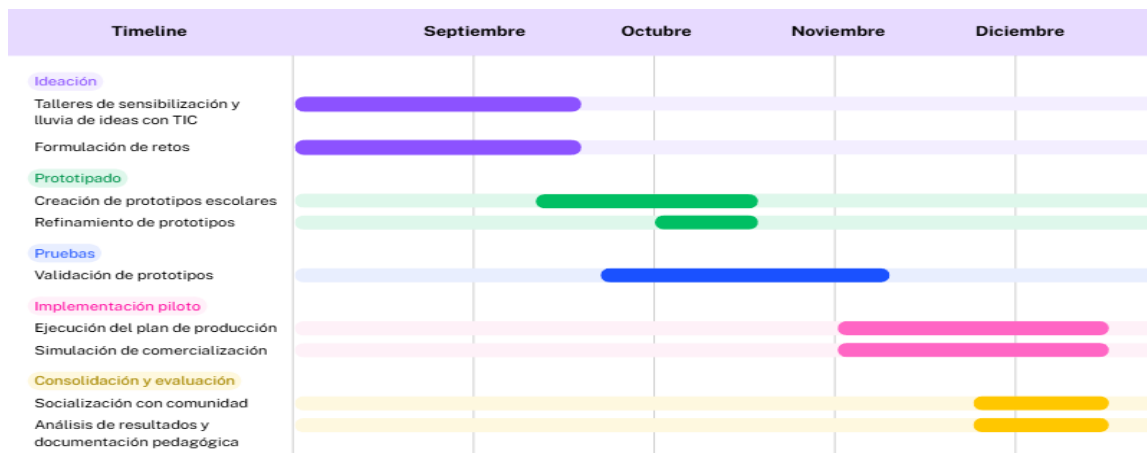 Timeline Septiembre Octubre Noviembre Diciembre
Ideación
Talleres de sensibilización y
lluvia de ideas con TIC
Formulación de retos
Prototipado
Creación de prototipos escolares
Refinamiento de prototipos
Pruebas
Validación de prototipos
Implementación piloto
Ejecución del plan de producción
Simulación de comercialización
Consolidación y evaluación
Socialización con comunidad
Análisis de resultados y
documentación pedagógica